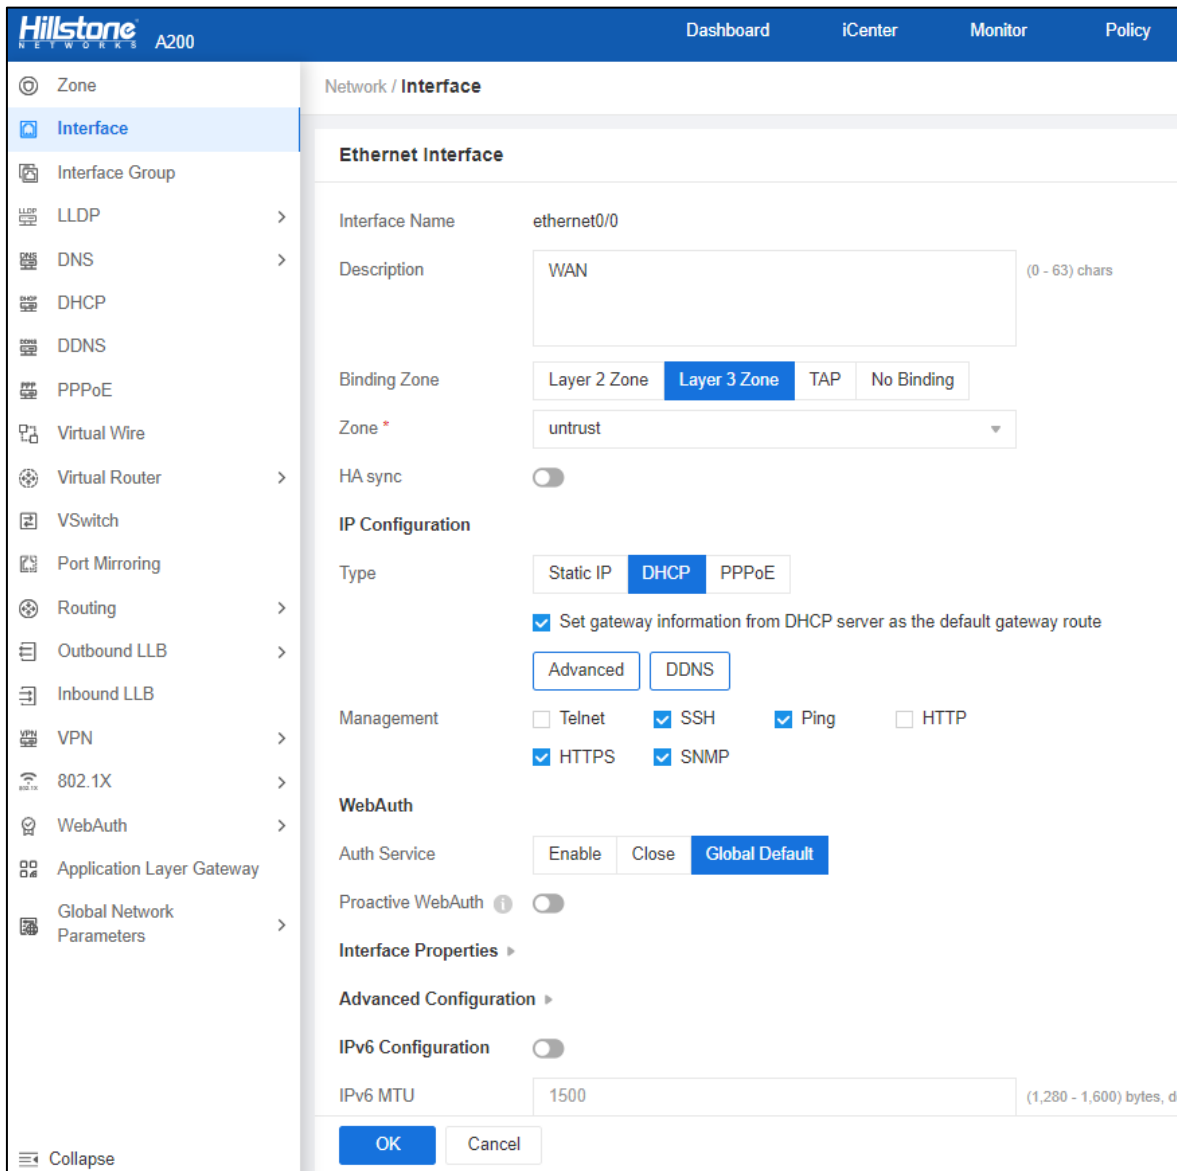 Hillstone
NETWORKS A200
Dashboard iCenter Monitor Policy
Zone
Interface
Interface Group
LLDP
DNS
DHCP
DDNS
PPPoE
Virtual Wire
Virtual Router
VSwitch
Port Mirroring
Routing
Outbound LLB
Inbound LLB
VPN
802.1X
WebAuth
Application Layer Gateway
Global Network
Parameters
Collapse
Network / Interface
Ethernet Interface
Interface Name ethernet0/0
Description WAN (0 - 63) chars
Binding Zone Layer 2 Zone Layer 3 Zone TAP No Binding
Zone * untrust
HA sync
IP Configuration
Type Static IP DHCP PPPoE
Set gateway information from DHCP server as the default gateway route
Advanced DDNS
Management Telnet SSH Ping HTTP
HTTPS SNMP
WebAuth
Auth Service Enable Close Global Default
Proactive WebAuth
Interface Properties
Advanced Configuration
IPv6 Configuration
IPv6 MTU 1500 (1,280 - 1,600) bytes, d
OK Cancel